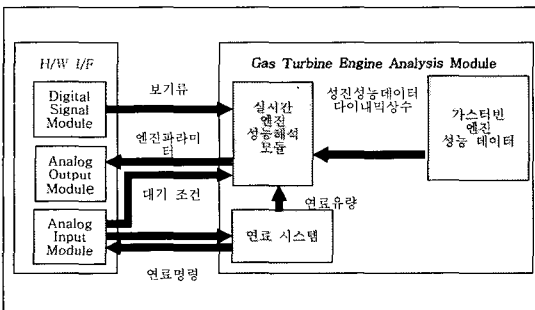 H/W I/F
Gas Turbine Engine Analysis Module
Digital
Signal
Module
보기류
실시간
엔진
성능해석
모듈
성진성능데이터
다이내믹상수
가스터빈
엔진
성능 데이터
Analog
Output
Module
엔진파라미
터
대기 조건
Analog
Input
Module
연료유량
연료 시스템
연료명령